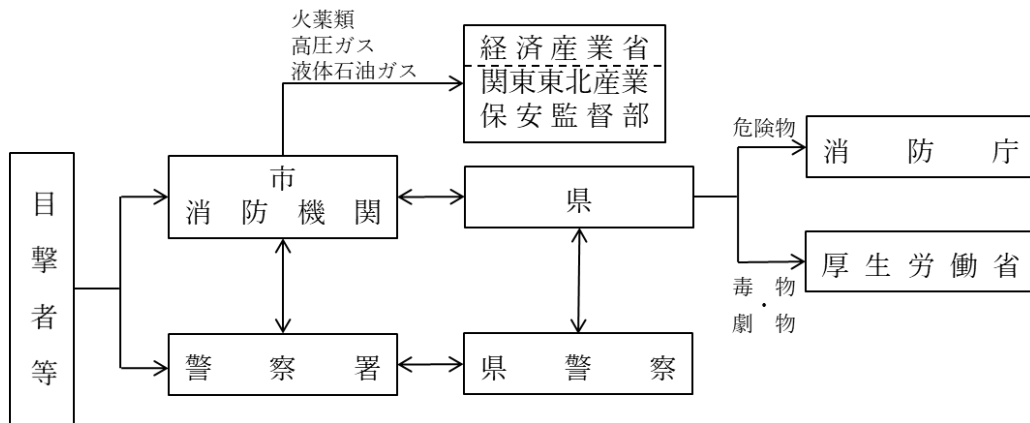 火薬類
高圧ガス
液体石油ガス
経済産業省
関東東北産業
保安監督部
危険物
消防庁
目撃者等
市
消防機関
県
厚生労働省
毒物
・
劇物
警察署
県警察